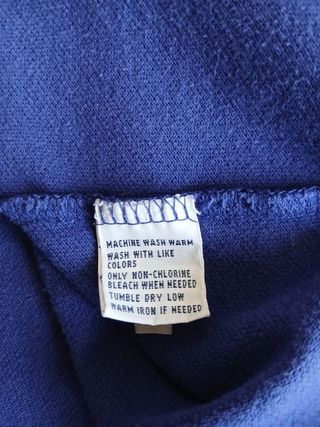 MACHINE WASH WARM
WASH WITH LIKE
COLORS
ONLY NON-CHLORINE
BLEACH WHEN NEEDED
TUMBLE DRY LOW
WARM IRON IF NEEDED